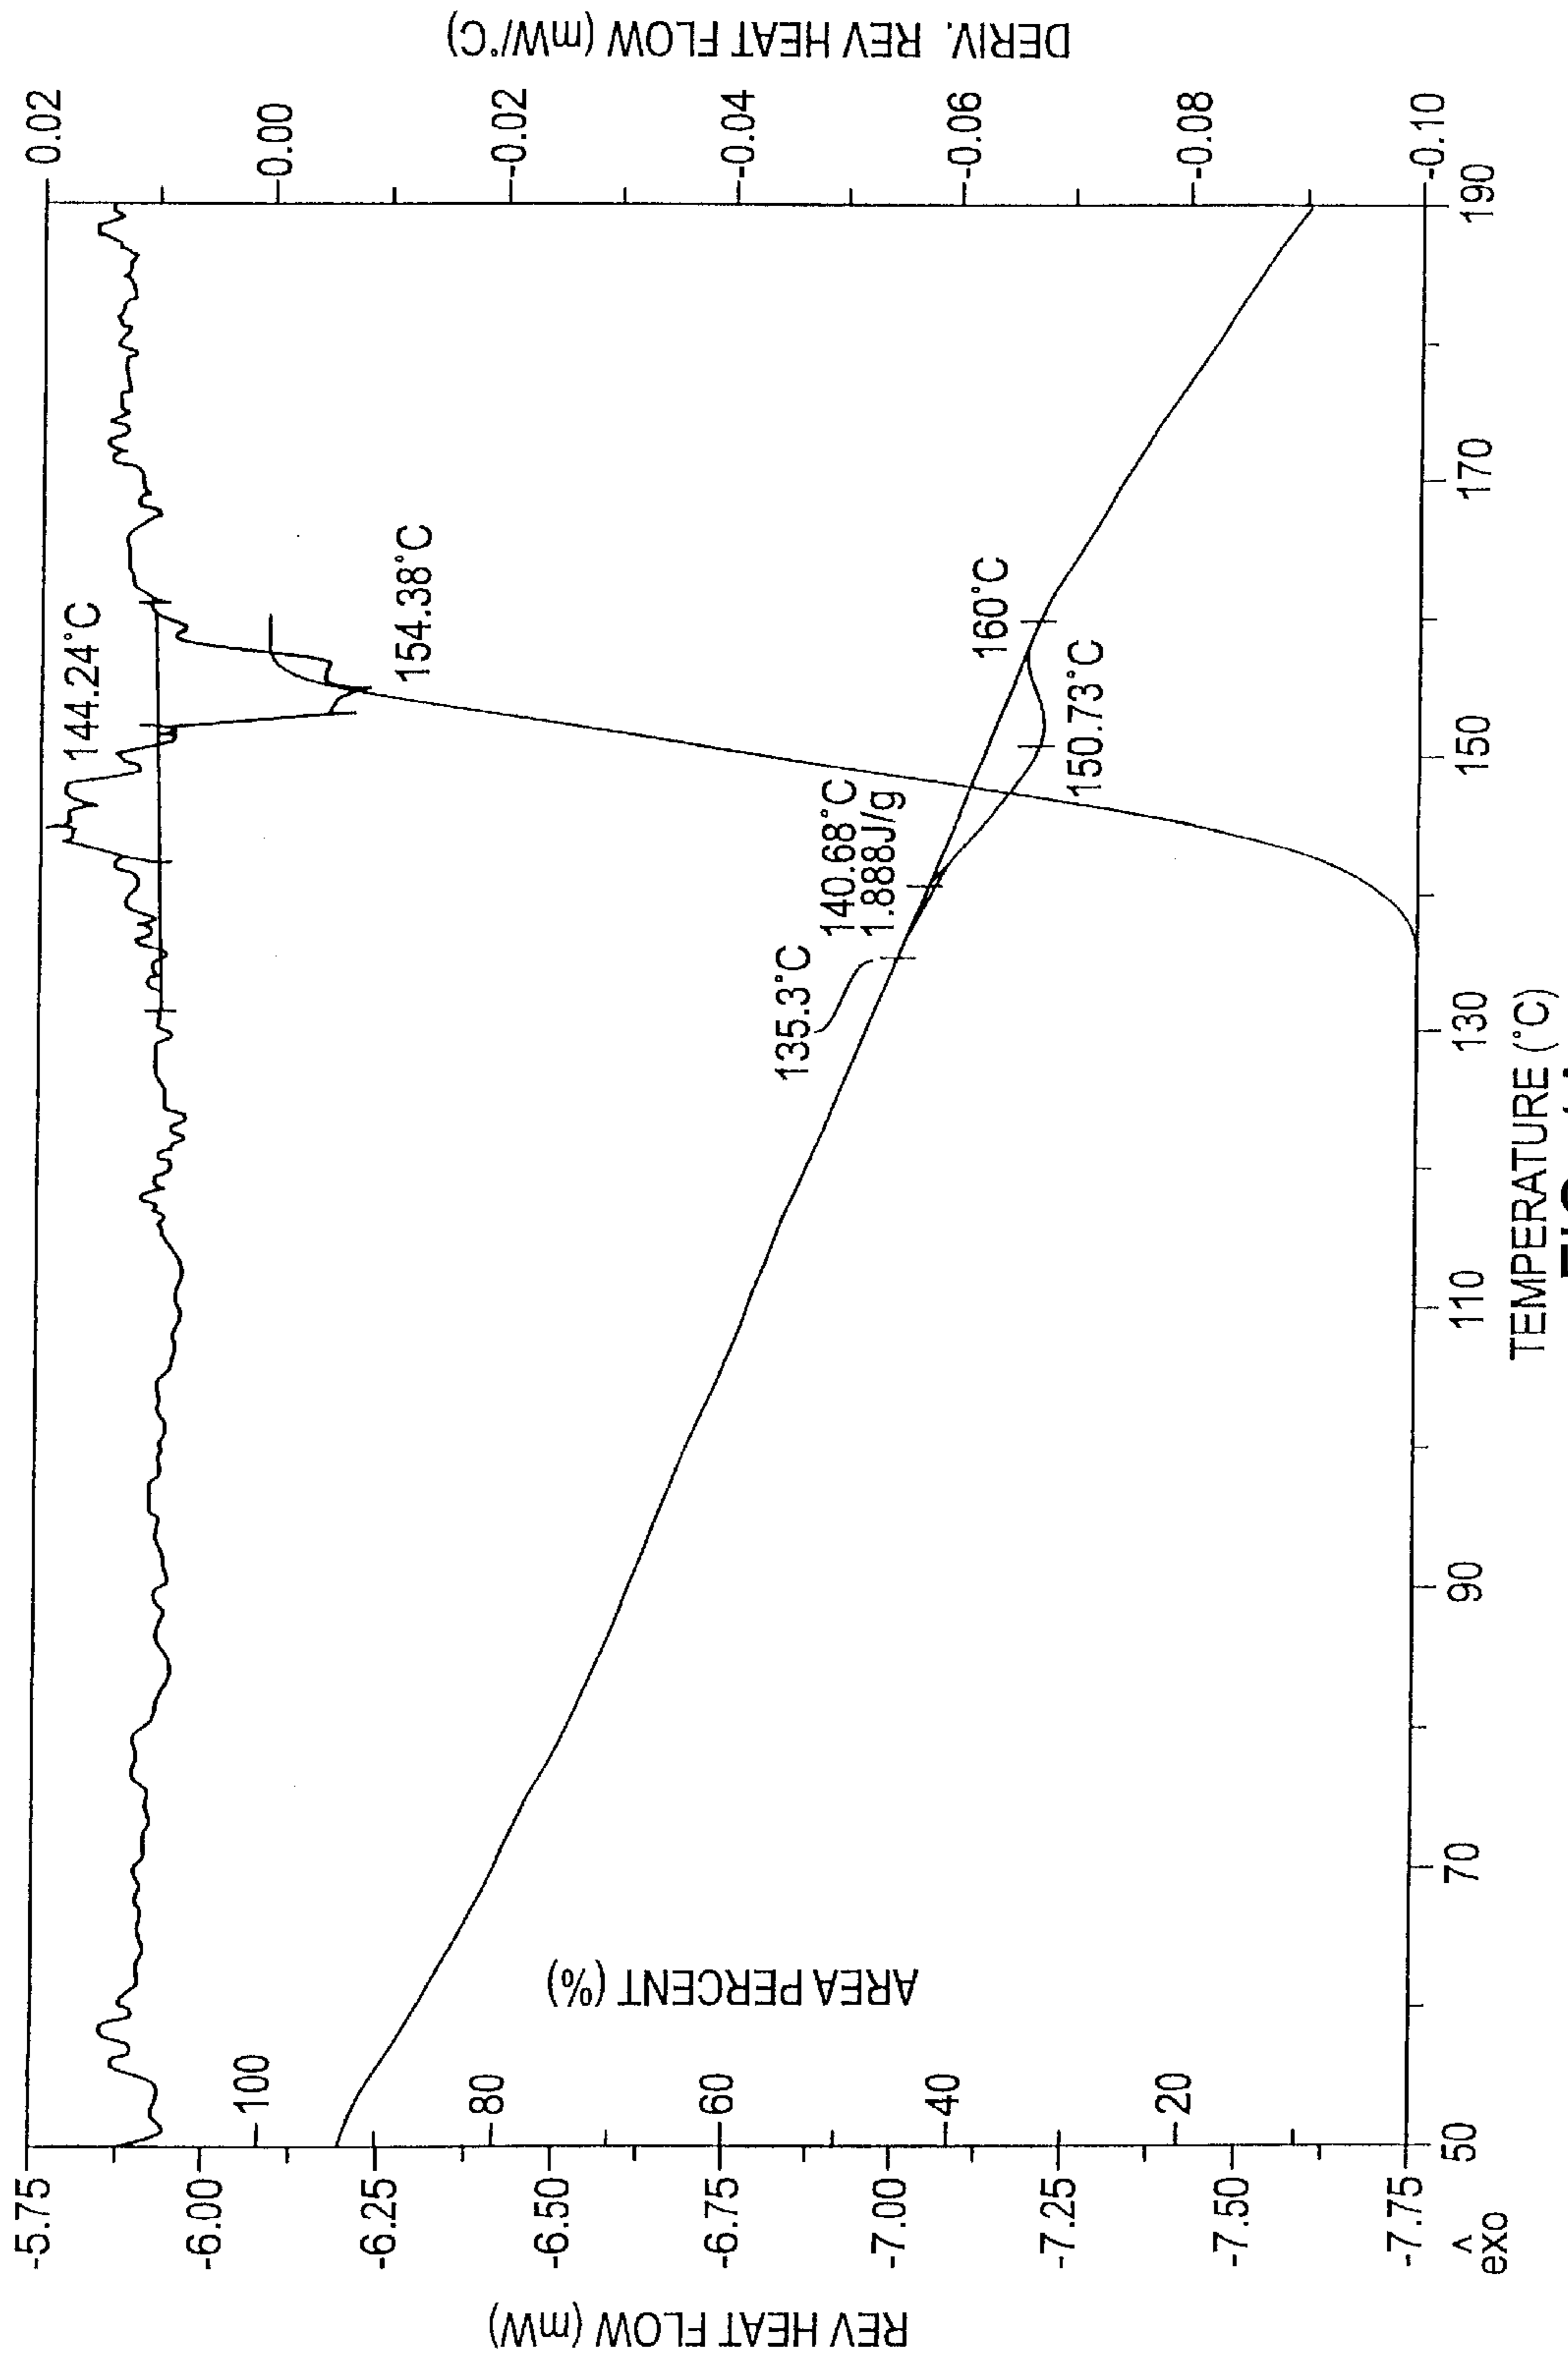 REV HEAT FLOW (mW)
-5.75
-6.00
-6.25
-6.50
-6.75
-7.00
-7.25
-7.50
-7.75
^
exo
100
80
60
40
20
AREA PERCENT (%)
144.24°C
154.38°C
135.3°C
140.68°C
1.888J/g
160°C
150.73°C
0.02
0.00
-0.02
-0.04
-0.06
-0.08
-0.10
DERIV. REV HEAT FLOW (mW/°C)
50
70
90
110
130
150
170
190
TEMPERATURE (°C)